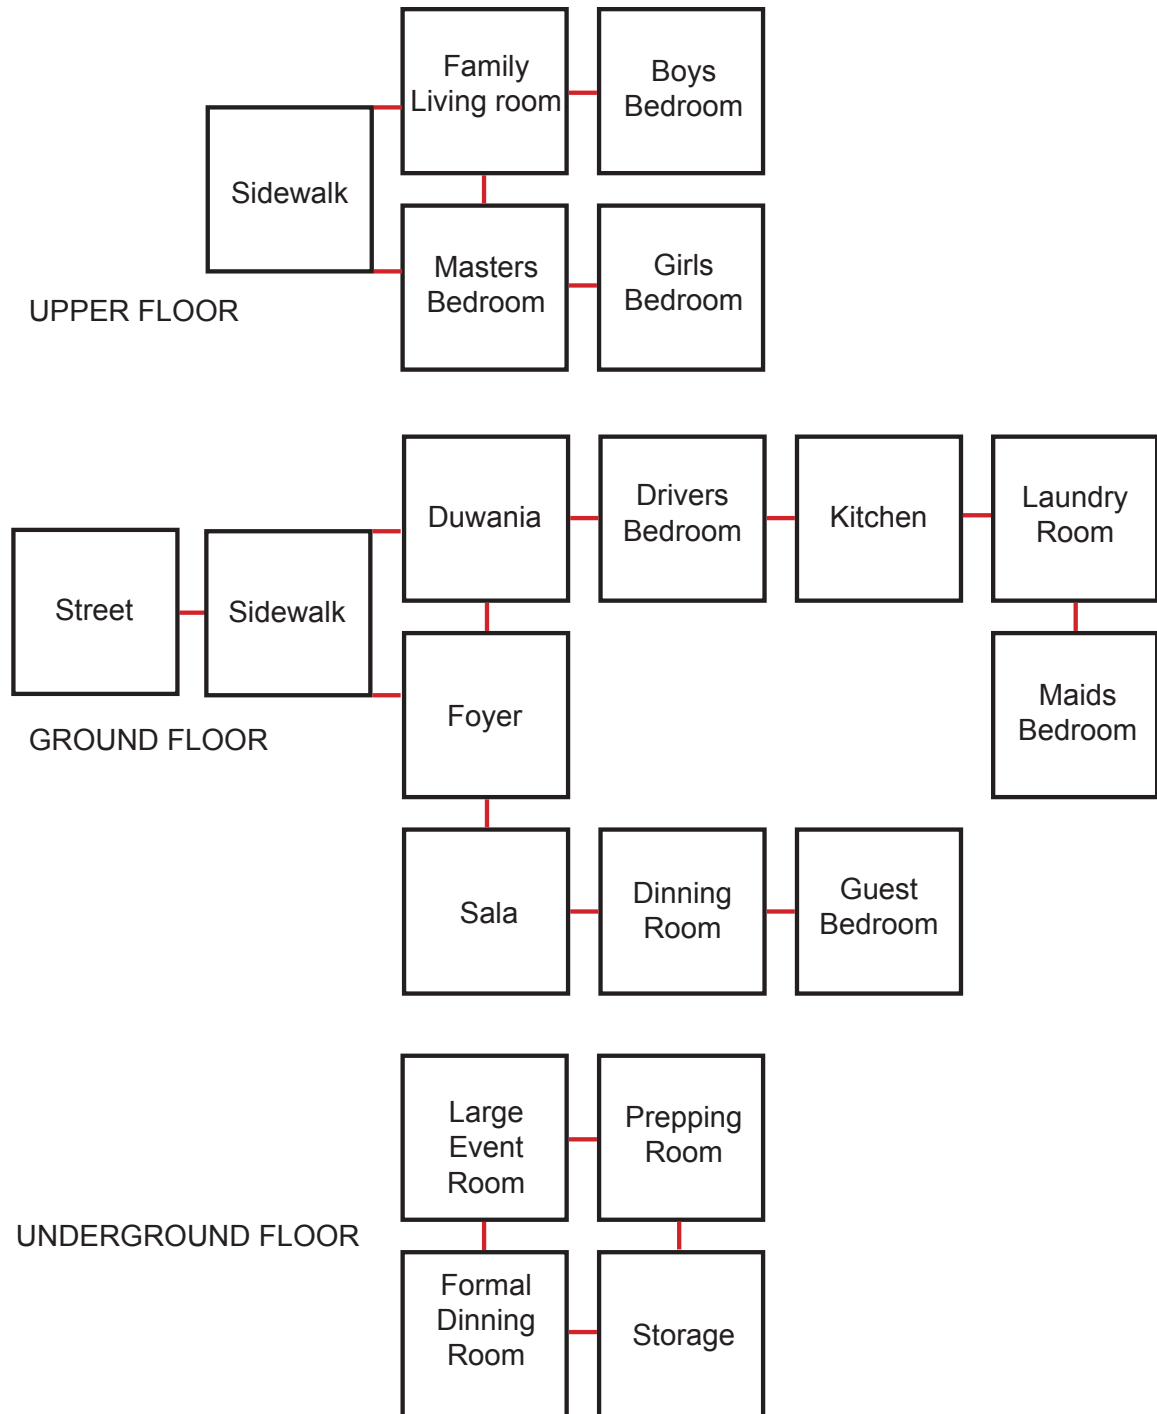 Family
Living room
Boys
Bedroom
Sidewalk
Masters
Bedroom
Girls
Bedroom
UPPER FLOOR
Duwania
Drivers
Bedroom
Kitchen
Laundry
Room
Street
Sidewalk
Foyer
Maids
Bedroom
GROUND FLOOR
Sala
Dinning
Room
Guest
Bedroom
Large
Event
Room
Prepping
Room
UNDERGROUND FLOOR
Formal
Dinning
Room
Storage